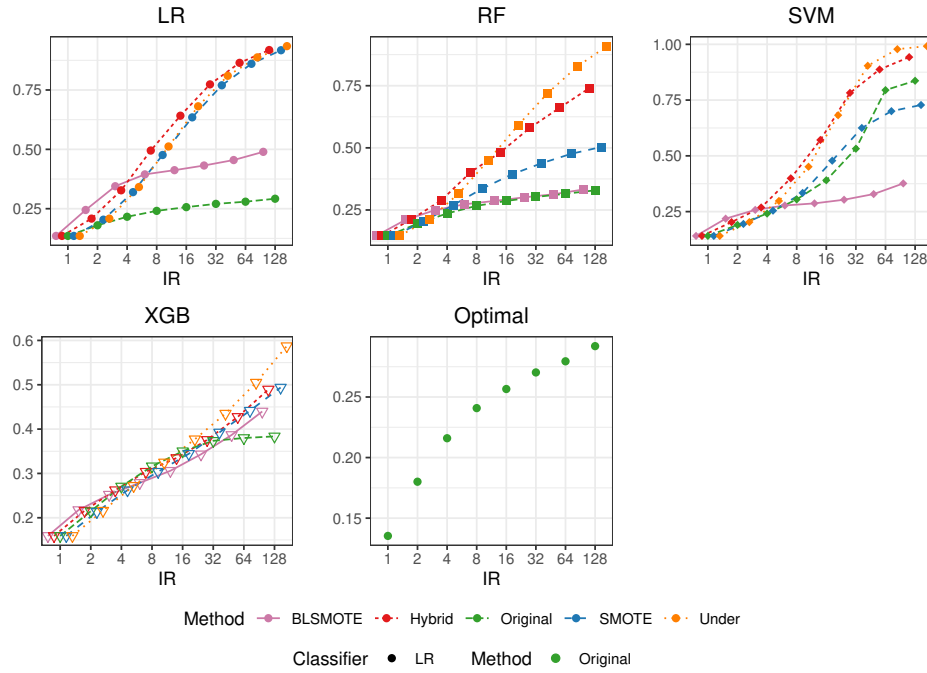 LR
RF
SVM
0.75
0.50
0.25
1 2 4 8 16 32 64 128
IR
0.75
0.50
0.25
1 2 4 8 16 32 64 128
IR
1.00
0.75
0.50
0.25
1 2 4 8 16 32 64 128
IR
XGB
Optimal
0.6
0.5
0.4
0.3
0.2
1 2 4 8 16 32 64 128
IR
0.25
0.20
0.15
1 2 4 8 16 32 64 128
IR
Method BLSMOTE Hybrid Original SMOTE Under
Classifier LR Method Original